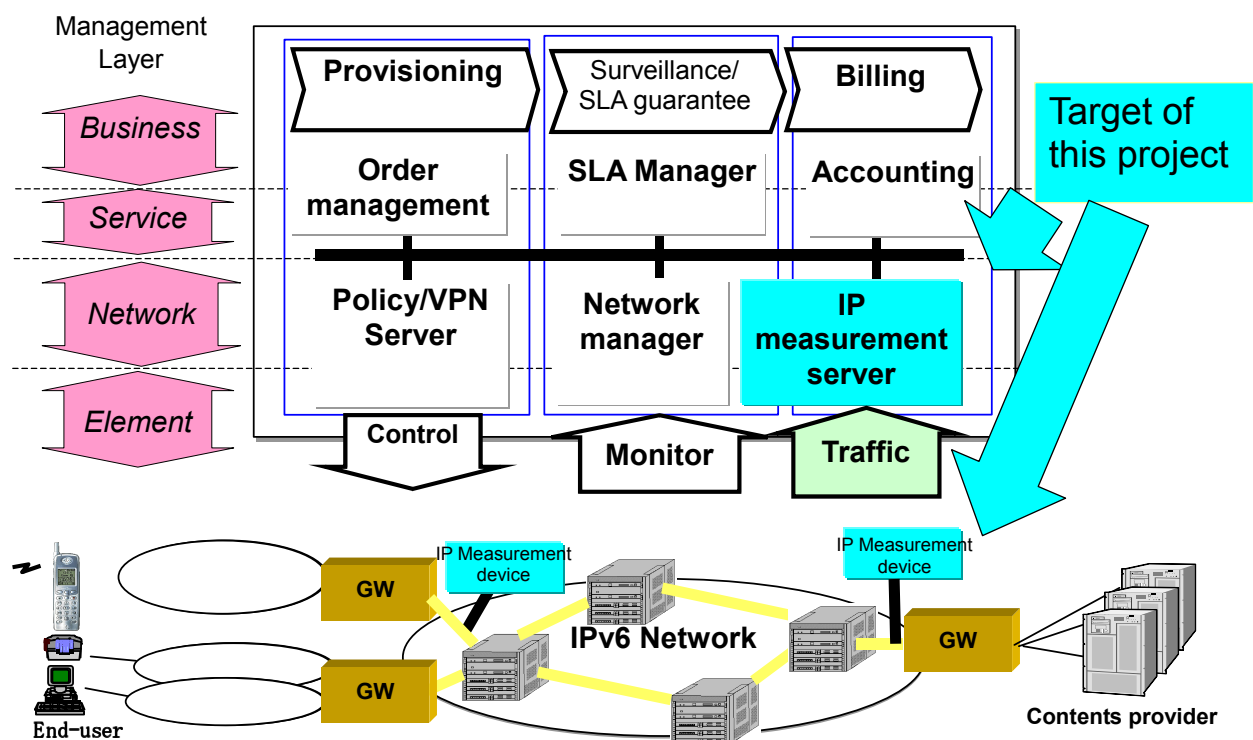 Management
Layer
Business
Service
Network
Element
Provisioning
Surveillance/
SLA guarantee
Billing
Target of
this project
Order
management
SLA Manager
Accounting
Policy/VPN
Server
Network
manager
IP
measurement
server
Control
Monitor
Traffic
IP Measurement
device
IP Measurement
device
GW
GW
IPv6 Network
GW
End-user
Contents provider